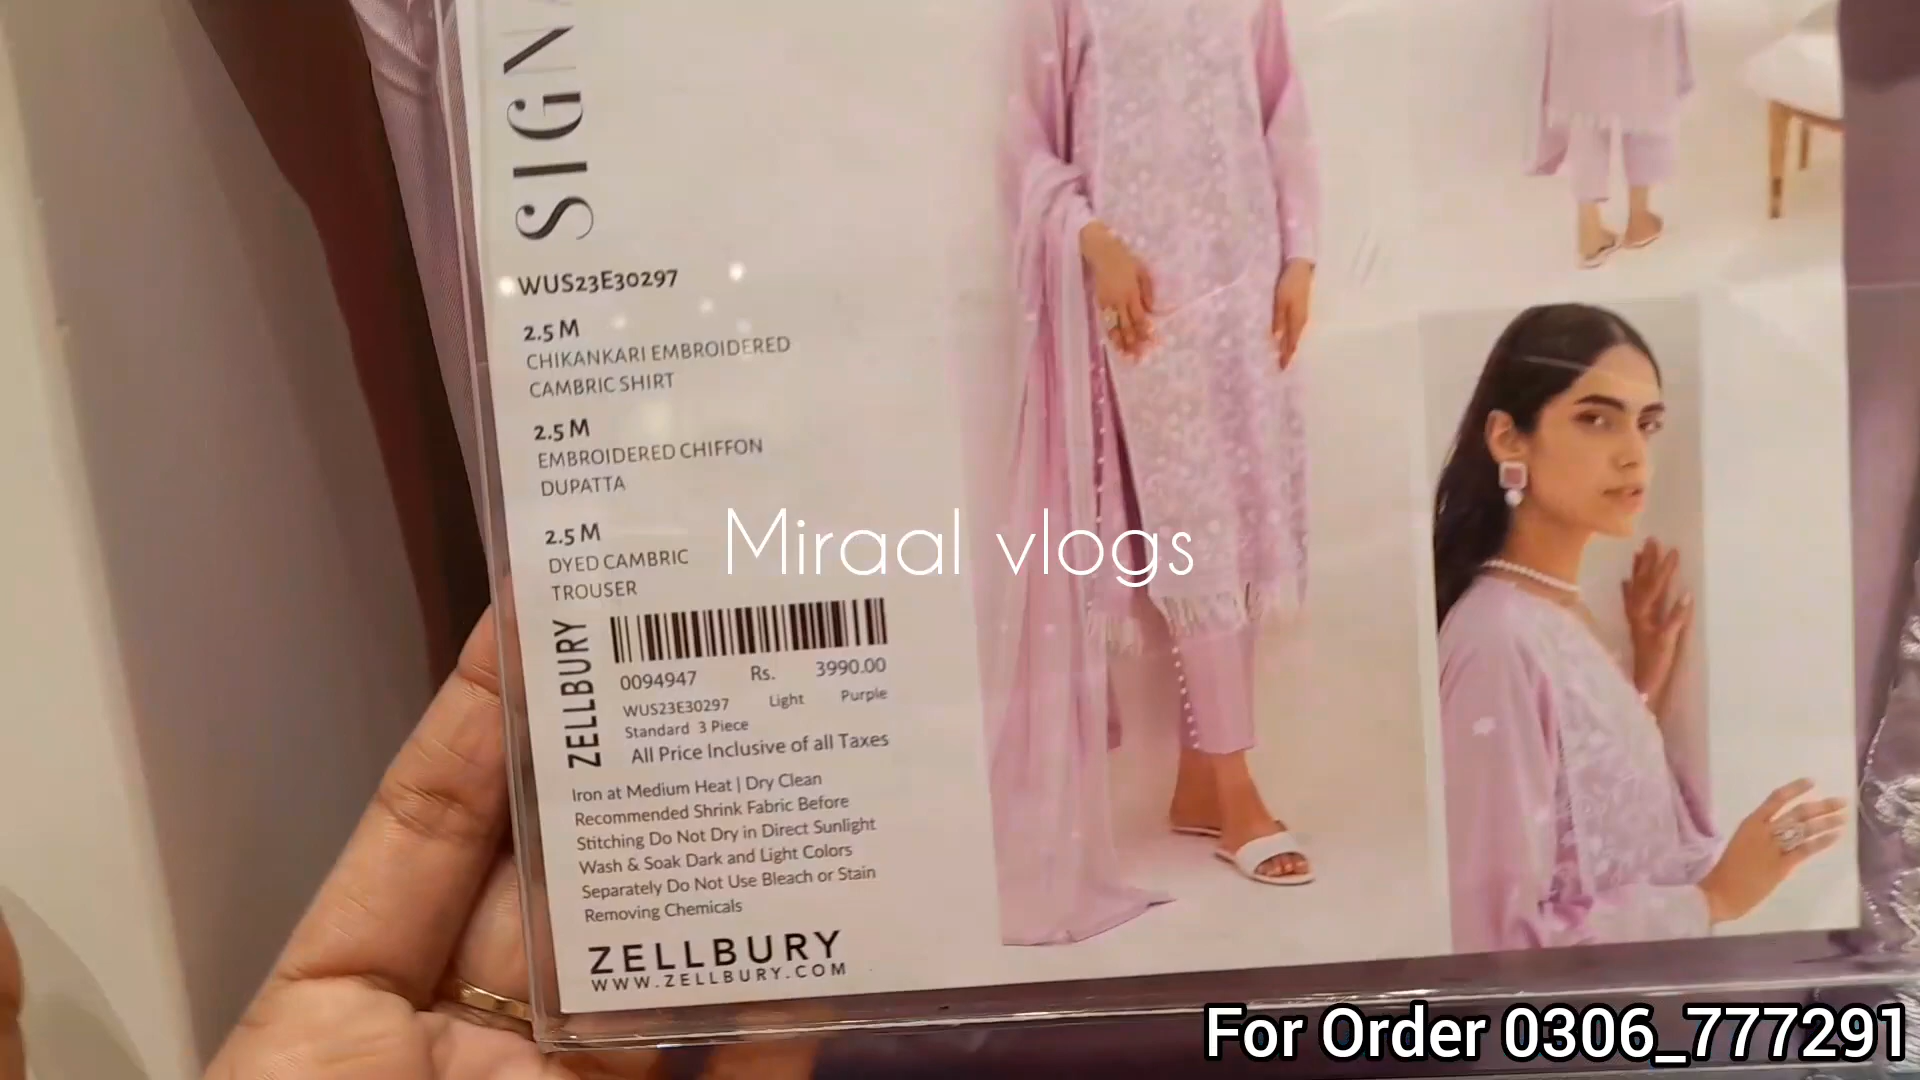 SIGN
WUS23E30297
2.5 M
CHIKANKARI EMBROIDERED
CAMBRIC SHIRT
2.5 M
EMBROIDERED CHIFFON
DUPATTA
2.5 M
DYED CAMBRIC
TROUSER
Miraal vlogs
ZELLBURY
0094947 Rs. 3990.00
WUS23E30297 Light Purple
Standard 3 Piece
All Price Inclusive of all Taxes
Iron at Medium Heat | Dry Clean
Recommended Shrink Fabric Before
Stitching Do Not Dry in Direct Sunlight
Wash & Soak Dark and Light Colors
Separately Do Not Use Bleach or Stain
Removing Chemicals
ZELLBURY
WWW.ZELLBURY.COM
For Order 0306_777291